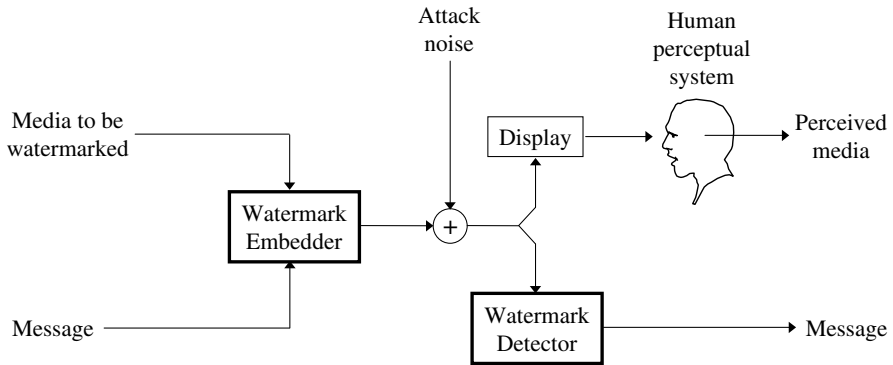 Attack
noise
Human
perceptual
system
Media to be
watermarked
Display
Perceived
media
Watermark
Embedder
+
Message
Watermark
Detector
Message